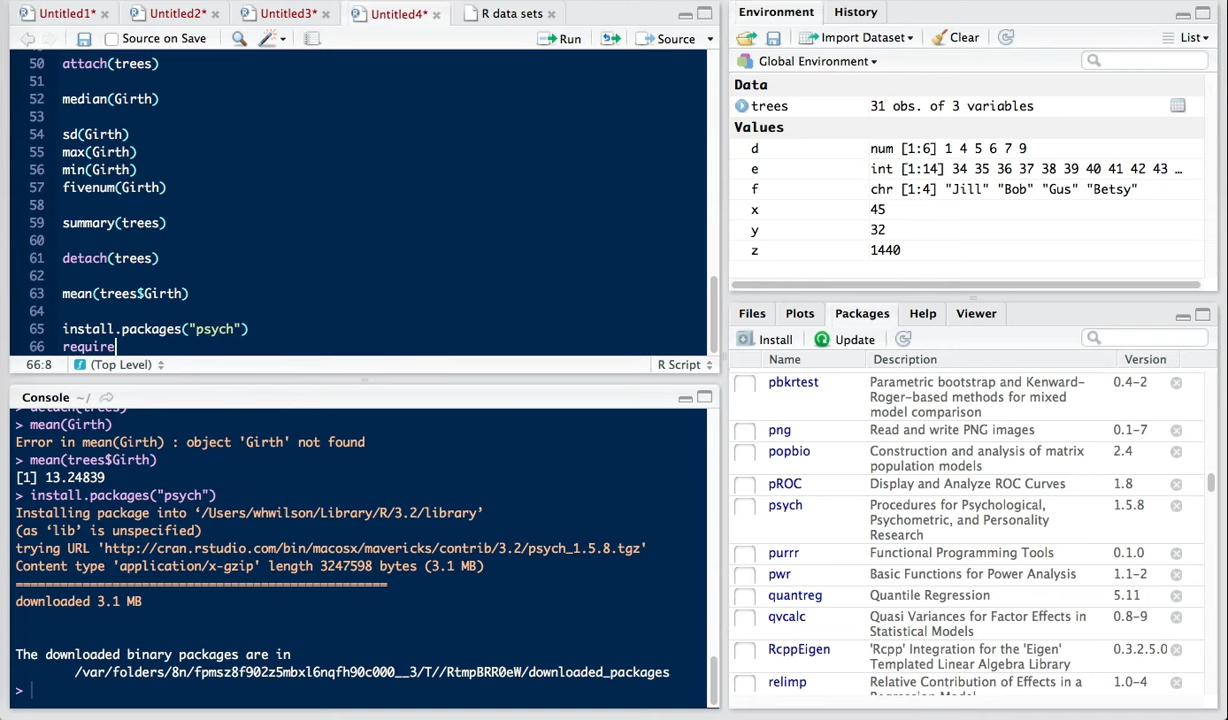 Untitled1* Untitled2* Untitled3* Untitled4* R data sets
Source on Save Run Source
50 attach(trees)
51
52 median(Girth)
53
54 sd(Girth)
55 max(Girth)
56 min(Girth)
57 fivenum(Girth)
58
59 summary(trees)
60
61 detach(trees)
62
63 mean(trees$Girth)
64
65 install.packages("psych")
66 require
66:8 (Top Level) R Script
Console ~/
> detach(trees)
> mean(Girth)
Error in mean(Girth) : object 'Girth' not found
> mean(trees$Girth)
[1] 13.24839
> install.packages("psych")
Installing package into ‘/Users/whwilson/Library/R/3.2/library’
(as ‘lib’ is unspecified)
trying URL 'http://cran.rstudio.com/bin/macosx/mavericks/contrib/3.2/psych_1.5.8.tgz'
Content type 'application/x-gzip' length 3247598 bytes (3.1 MB)
==================================================
downloaded 3.1 MB
The downloaded binary packages are in
/var/folders/8n/fpmsz8f902z5mbxl6nqfh90c000__3/T//RtmpBRR0eW/downloaded_packages
>
Environment History
Import Dataset Clear List
Global Environment
Data
trees 31 obs. of 3 variables
Values
d num [1:6] 1 4 5 6 7 9
e int [1:14] 34 35 36 37 38 39 40 41 42 43 …
f chr [1:4] "Jill" "Bob" "Gus" "Betsy"
x 45
y 32
z 1440
Files Plots Packages Help Viewer
Install Update
Name Description Version
pbkrtest Parametric bootstrap and Kenward- 0.4-2
Roger-based methods for mixed
model comparison
png Read and write PNG images 0.1-7
popbio Construction and analysis of matrix 2.4
population models
pROC Display and Analyze ROC Curves 1.8
psych Procedures for Psychological, 1.5.8
Psychometric, and Personality
Research
purrr Functional Programming Tools 0.1.0
pwr Basic Functions for Power Analysis 1.1-2
quantreg Quantile Regression 5.11
qvcalc Quasi Variances for Factor Effects in 0.8-9
Statistical Models
RcppEigen 'Rcpp' Integration for the 'Eigen' 0.3.2.5.0
Templated Linear Algebra Library
relimp Relative Contribution of Effects in a 1.0-4